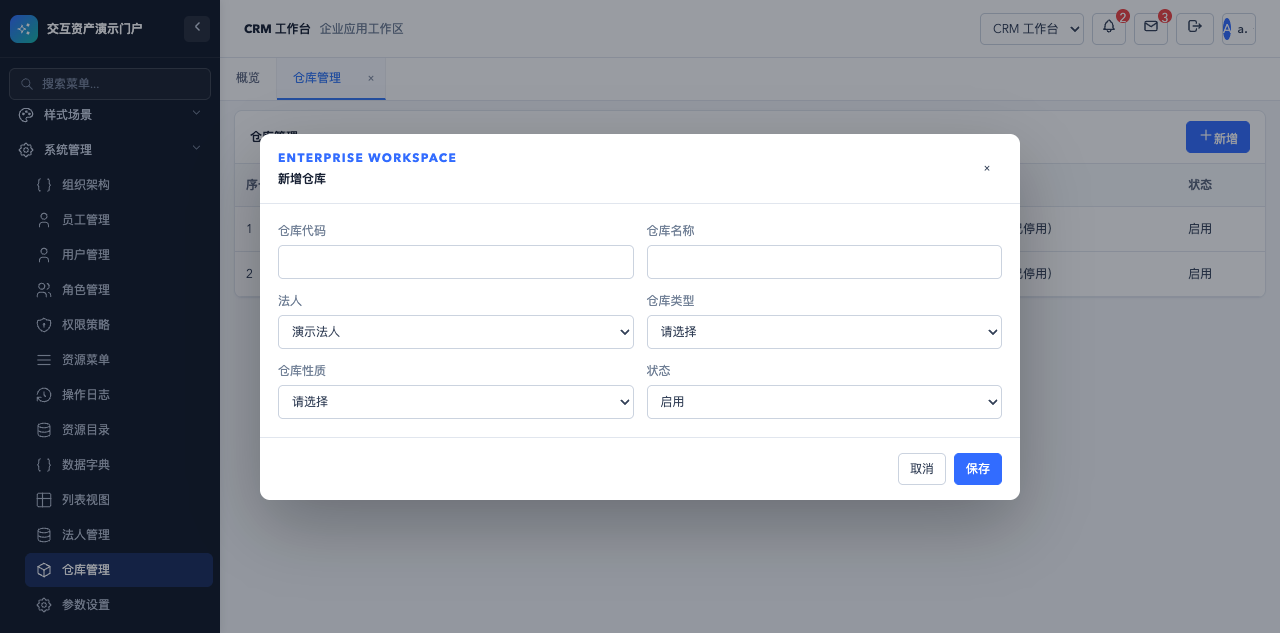 交互资产演示门户
搜索菜单...
样式场景
系统管理
组织架构
员工管理
用户管理
角色管理
权限策略
资源菜单
操作日志
资源目录
数据字典
列表视图
法人管理
仓库管理
参数设置
CRM 工作台 企业应用工作区
CRM 工作台
2
3
A a.
概览
仓库管理 ×
新增
状态
1
启用
2
启用
ENTERPRISE WORKSPACE
新增仓库
×
仓库代码
仓库名称
法人
演示法人
仓库类型
请选择
仓库性质
请选择
状态
启用
取消
保存